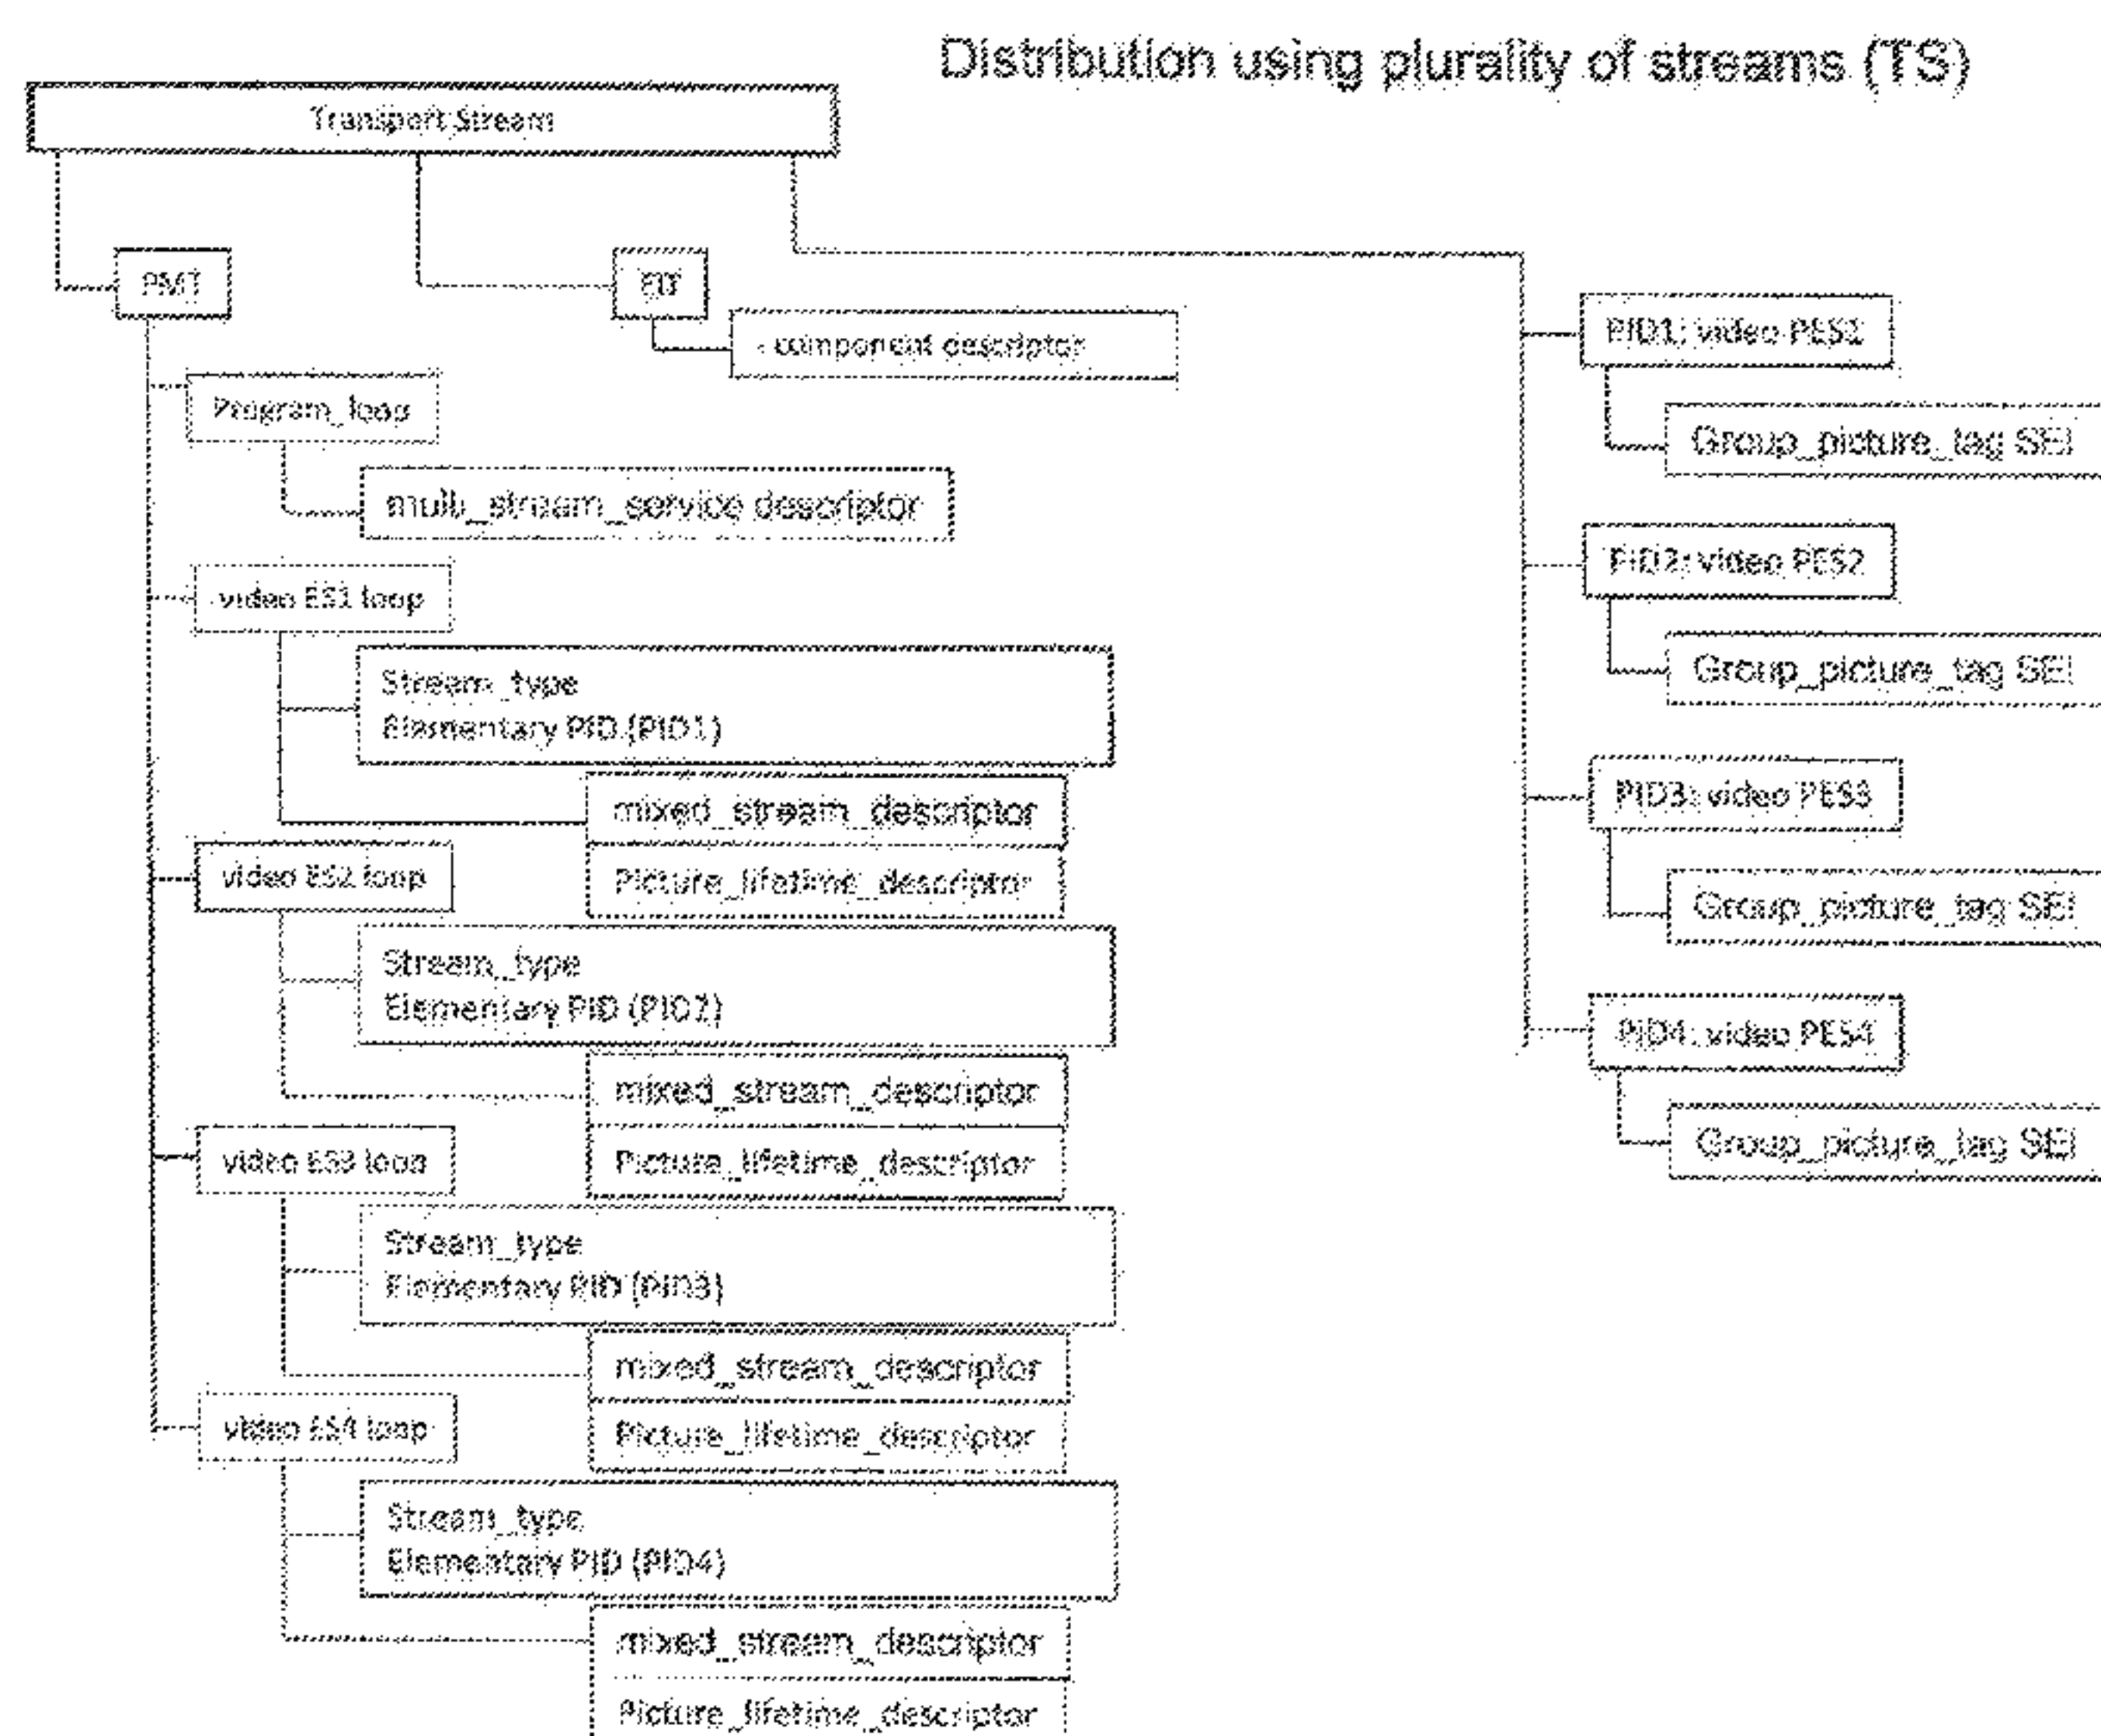 Distribution using plurality of streams (TS)
Transport Stream
PMT
EIT
- component descriptor
Program_loop
multi_stream_service descriptor
video ES1 loop
Stream_type
Elementary PID (PID1)
mixed_stream_descriptor
Picture_lifetime_descriptor
video ES2 loop
Stream_type
Elementary PID (PID2)
mixed_stream_descriptor
Picture_lifetime_descriptor
video ES3 loop
Stream_type
Elementary PID (PID3)
mixed_stream_descriptor
Picture_lifetime_descriptor
video ES4 loop
Stream_type
Elementary PID (PID4)
mixed_stream_descriptor
Picture_lifetime_descriptor
PID1: video PES1
Group_picture_tag SEI
PID2: video PES2
Group_picture_tag SEI
PID3: video PES3
Group_picture_tag SEI
PID4: video PES4
Group_picture_tag SEI